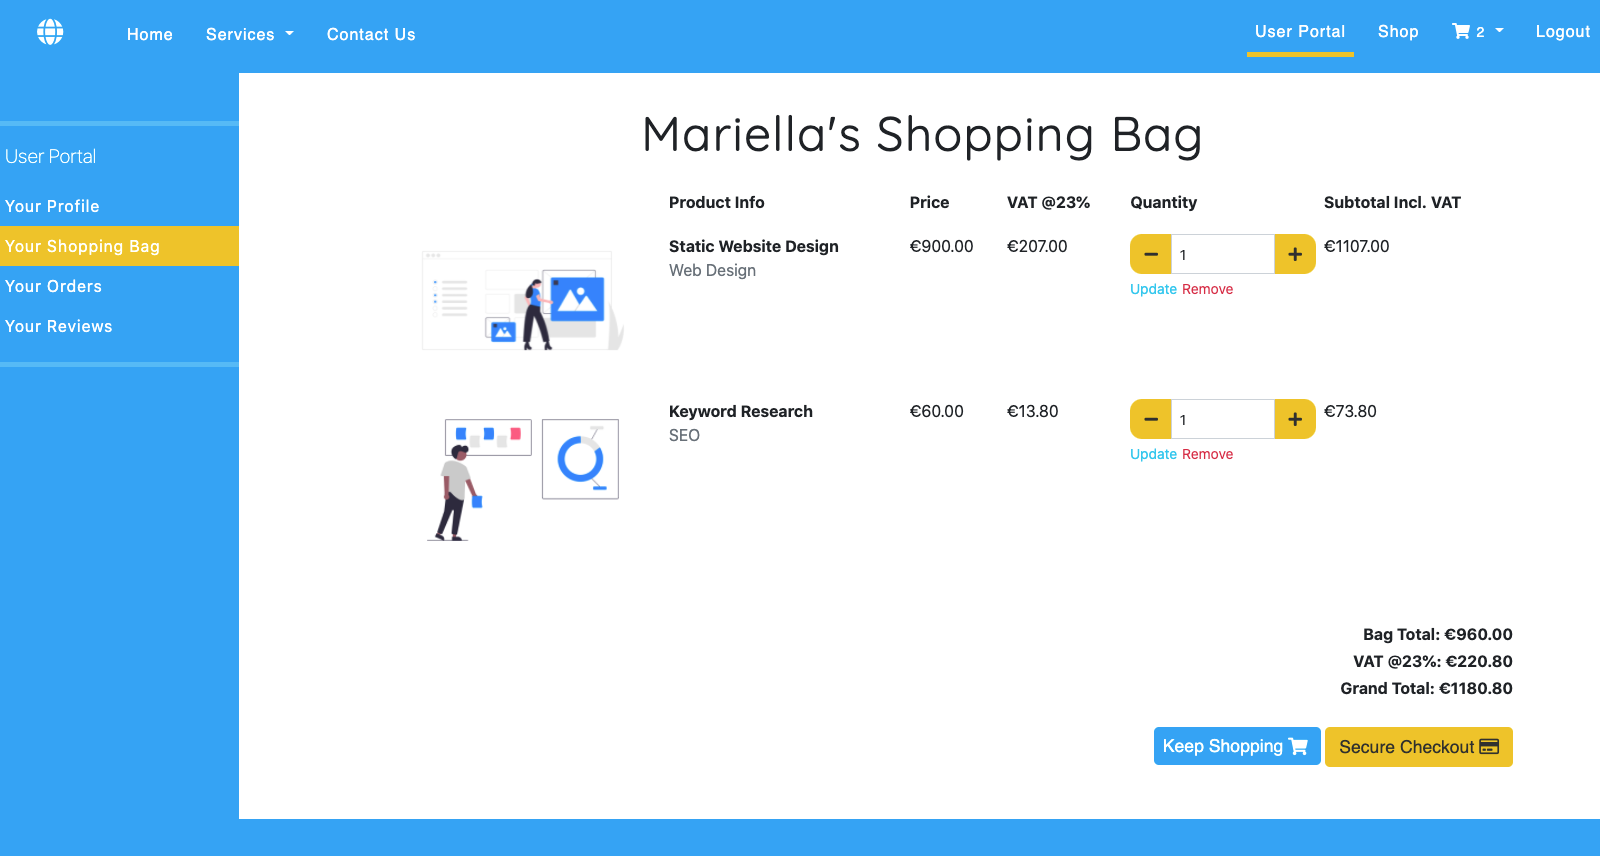 Home Services Contact Us User Portal Shop 2 Logout
Mariella's Shopping Bag
User Portal
Your Profile
Your Shopping Bag
Your Orders
Your Reviews
Product Info Price VAT @23% Quantity Subtotal Incl. VAT
Static Website Design €900.00 €207.00 1 €1107.00
Web Design
Update Remove
Keyword Research €60.00 €13.80 1 €73.80
SEO
Update Remove
Bag Total: €960.00
VAT @23%: €220.80
Grand Total: €1180.80
Keep Shopping Secure Checkout